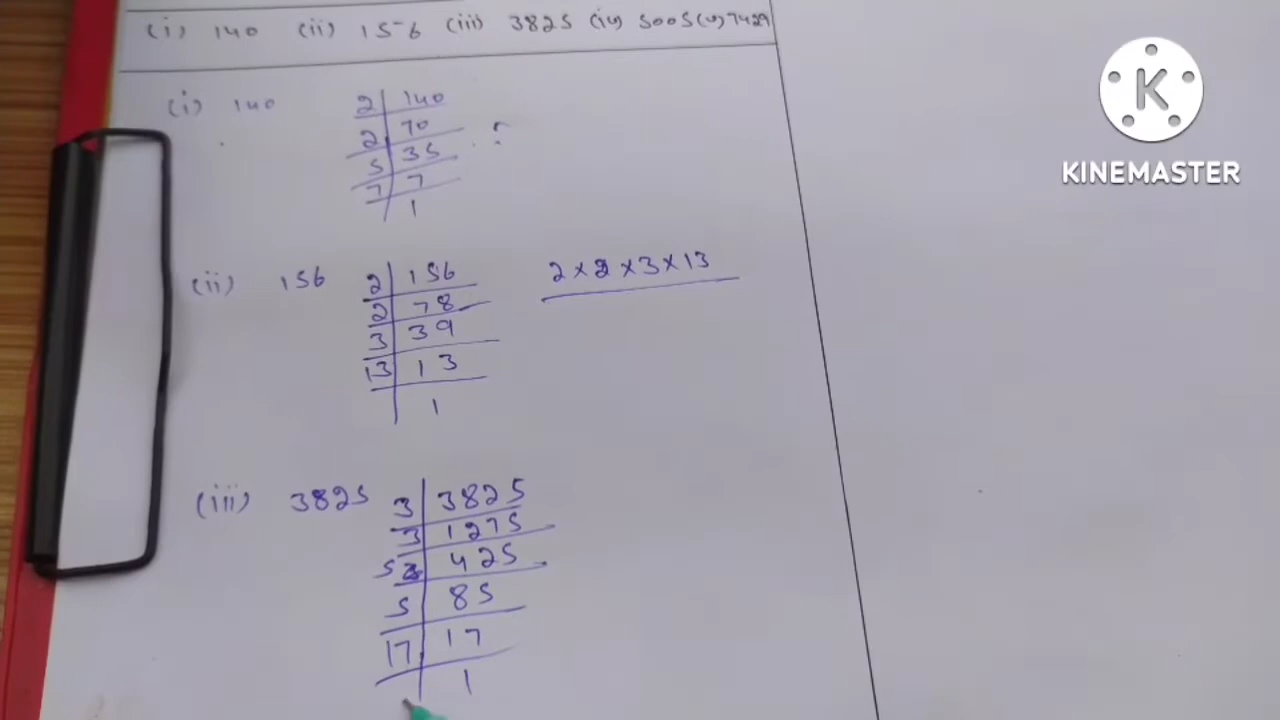 (i) 140 (ii) 156 (iii) 3825 (iv) 5005 (v) 7429
K
KINEMASTER
(i) 140 2 140
2 70
5 35
7 7
1
(ii) 156 2 156 2×2×3×13
2 78
3 39
13 13
1
(iii) 3825 3 3825
3 1275
5 425
5 85
17 17
1